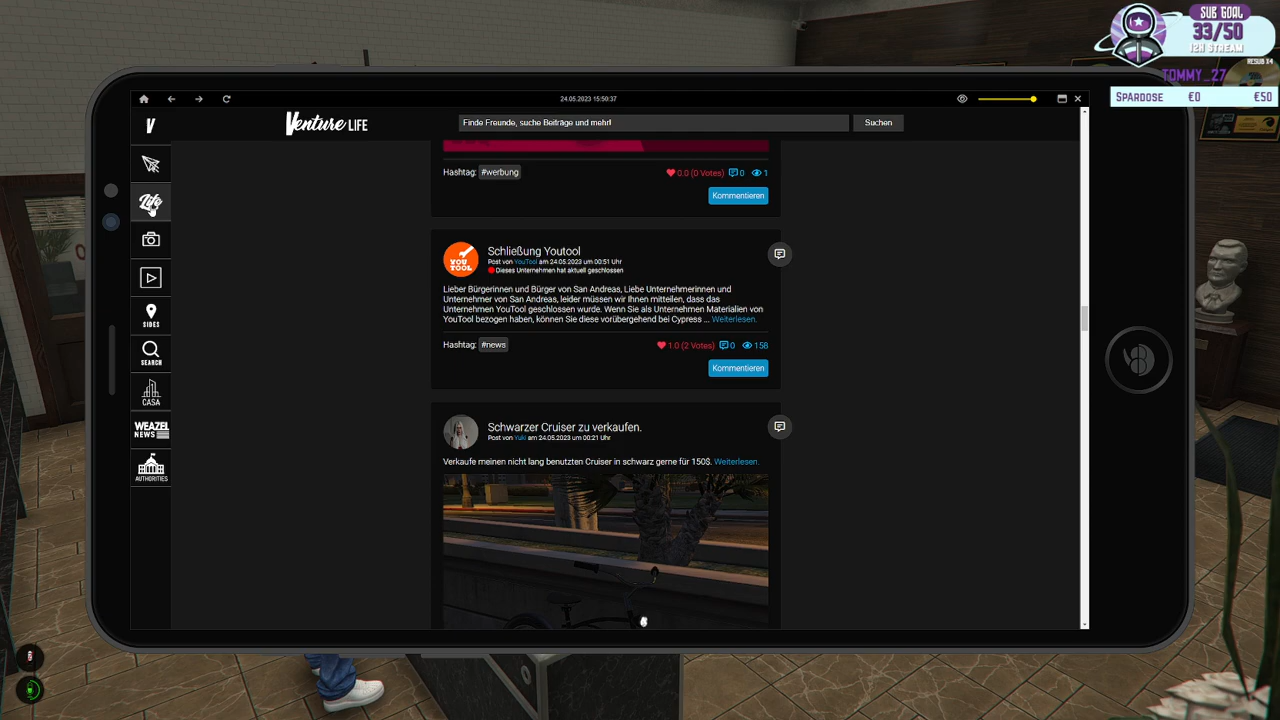 SUB GOAL
33/50
12H STREAM
RESUB X4
TOMMY_27
SPARDOSE €0 €50
24.05.2023 15:59:37
V
Venture LIFE
Finde Freunde, suche Beiträge und mehr!
Suchen
Life
SIDES
SEARCH
CASA
WEAZEL
NEWS
AUTHORITIES
Hashtag: #werbung
0.0 (0 Votes) 0 1
Kommentieren
YOU
TOOL
Schließung Youtool
Post von YouTool am 24.05.2023 um 00:51 Uhr
Dieses Unternehmen hat aktuell geschlossen
Lieber Bürgerinnen und Bürger von San Andreas, Liebe Unternehmerinnen und
Unternehmer von San Andreas, leider müssen wir Ihnen mitteilen, dass das
Unternehmen YouTool geschlossen wurde. Wenn Sie als Unternehmen Materialien von
YouTool bezogen haben, können Sie diese vorübergehend bei Cypress ... Weiterlesen.
Hashtag: #news
1.0 (2 Votes) 0 158
Kommentieren
Schwarzer Cruiser zu verkaufen.
Post von Yuki am 24.05.2023 um 00:21 Uhr
Verkaufe meinen nicht lang benutzten Cruiser in schwarz gerne für 150$. Weiterlesen.